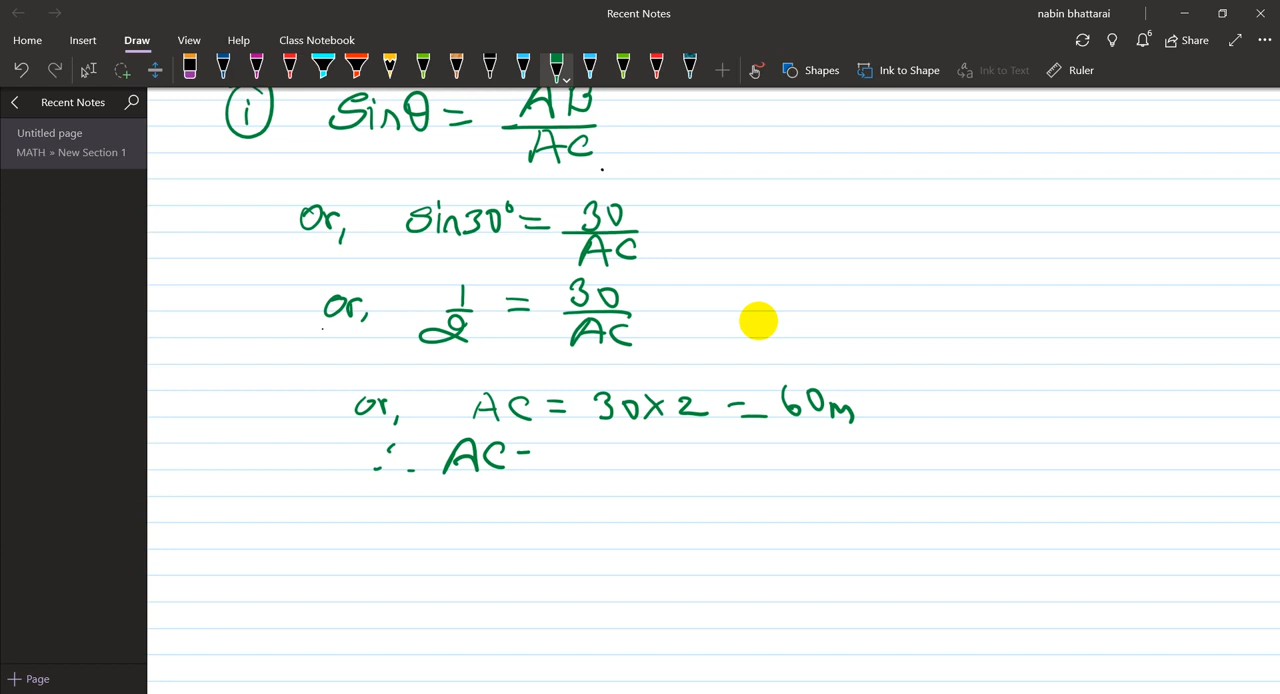 Recent Notes
nabin bhattarai
Home Insert Draw View Help Class Notebook
6
Share
Shapes Ink to Shape Ink to Text Ruler
Recent Notes
Untitled page
MATH » New Section 1
Page
i Sinθ = AB/AC
Or, Sin30° = 30/AC
or, 1/2 = 30/AC
or, AC = 30 × 2 = 60m
∴ AC =